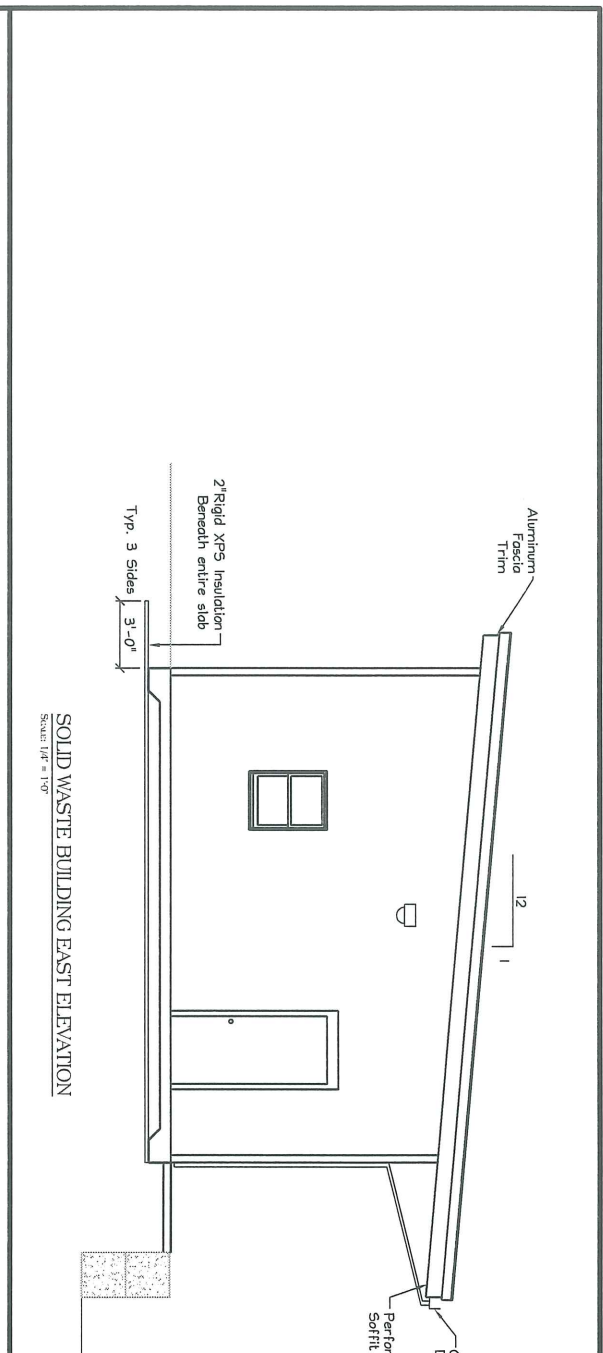 Aluminum
Fascia
Trim
12
1
2"Rigid XPS Insulation
Beneath entire slab
Typ. 3 Sides
3'-0"
Soffit
SOLID WASTE BUILDING EAST ELEVATION
SCALE: 1/4" = 1'-0"